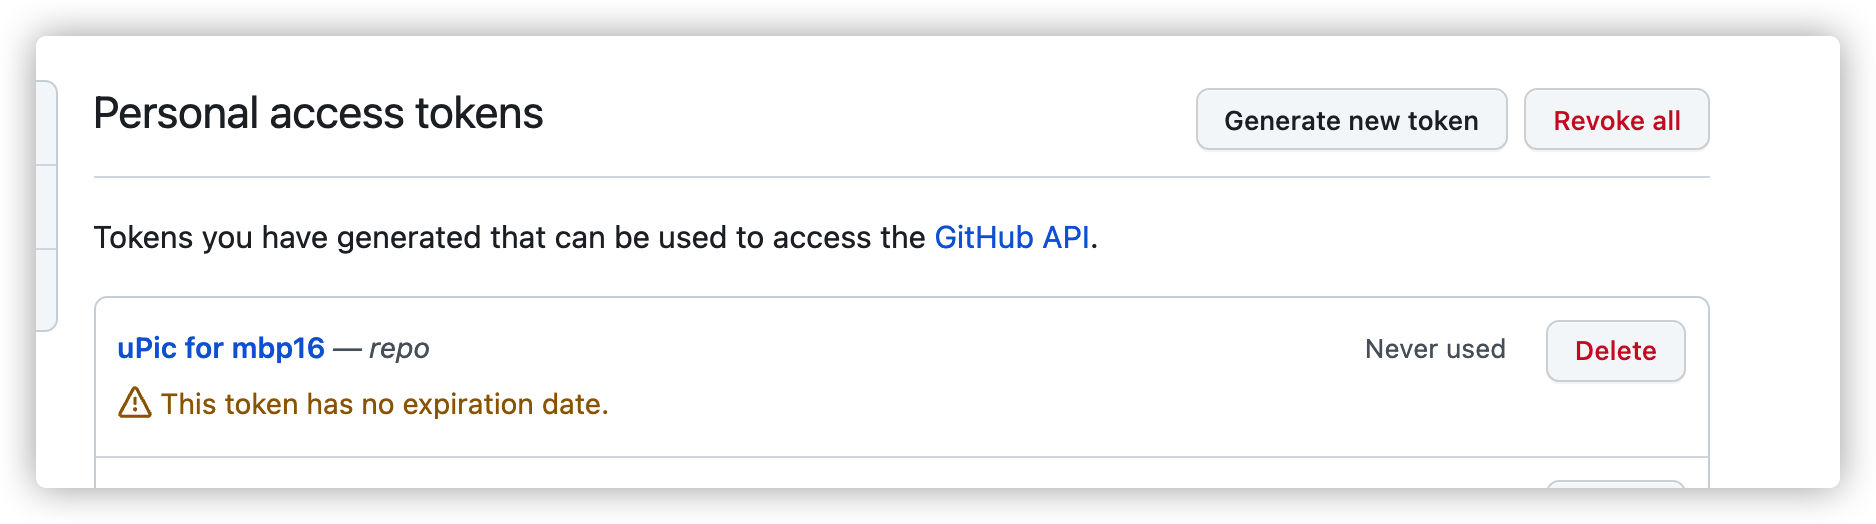 Personal access tokens
Generate new token
Revoke all
Tokens you have generated that can be used to access the GitHub API.
uPic for mbp16 — repo
Never used
Delete
This token has no expiration date.